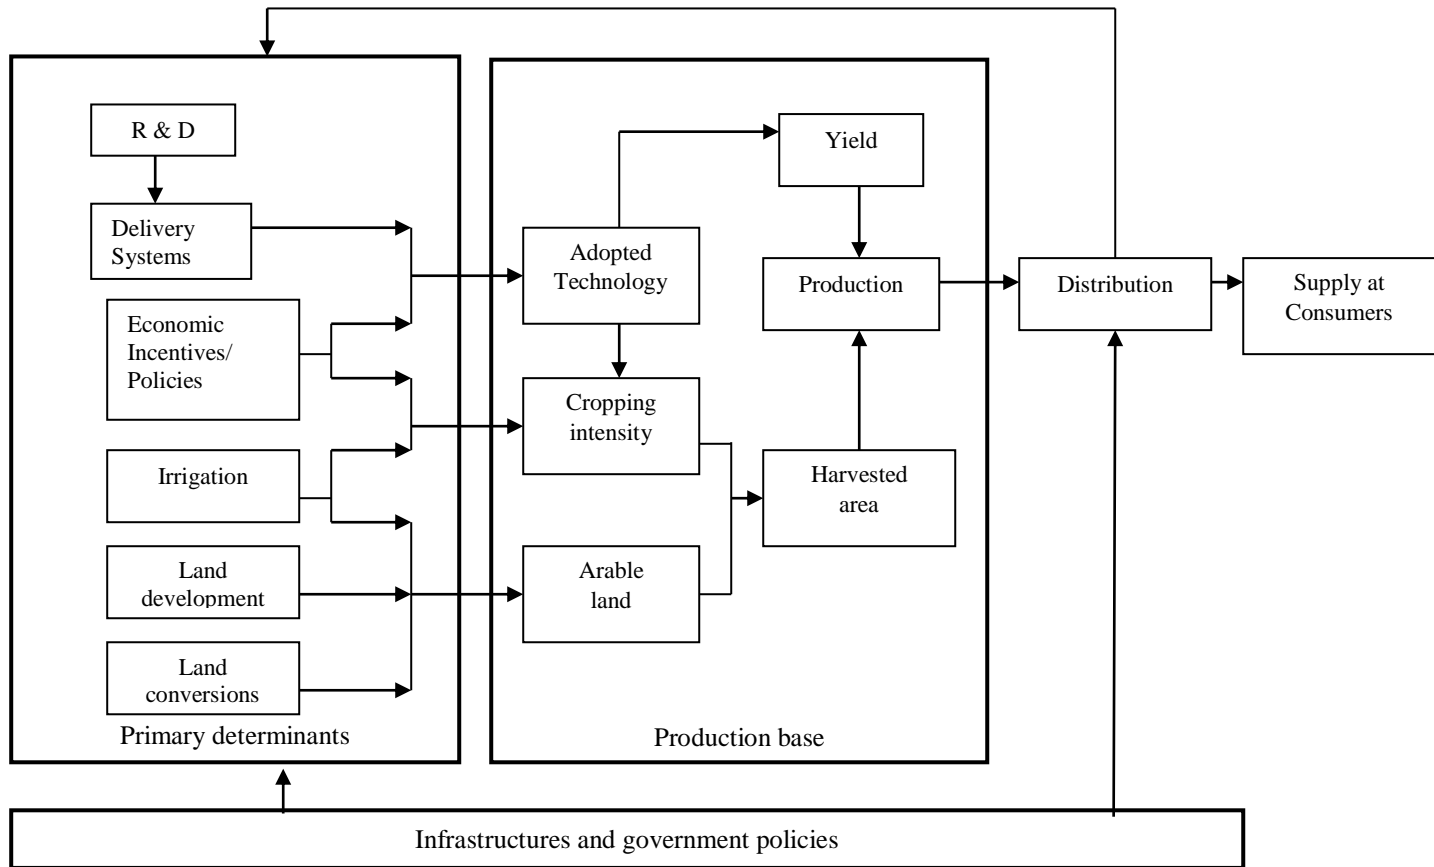 R & D
Delivery
Systems
Economic
Incentives/
Policies
Irrigation
Land
development
Land
conversions
Primary determinants
Yield
Adopted
Technology
Production
Cropping
intensity
Harvested
area
Arable
land
Production base
Distribution
Supply at
Consumers
Infrastructures and government policies